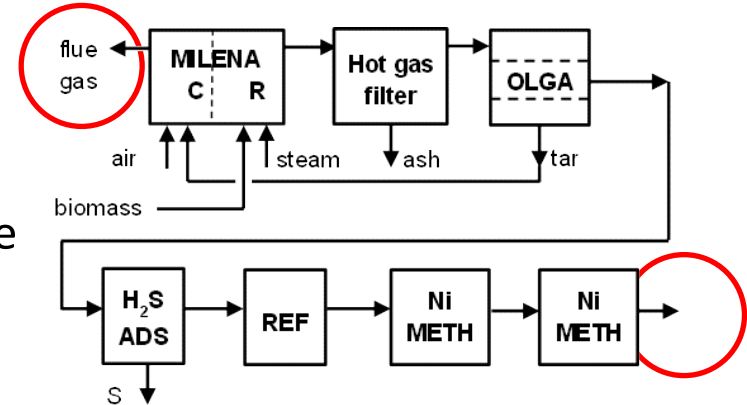 flue
gas
MILENA
C R
Hot gas
filter
OLGA
air
steam
ash
tar
biomass
e
H₂S
ADS
REF
Ni
METH
Ni
METH
S